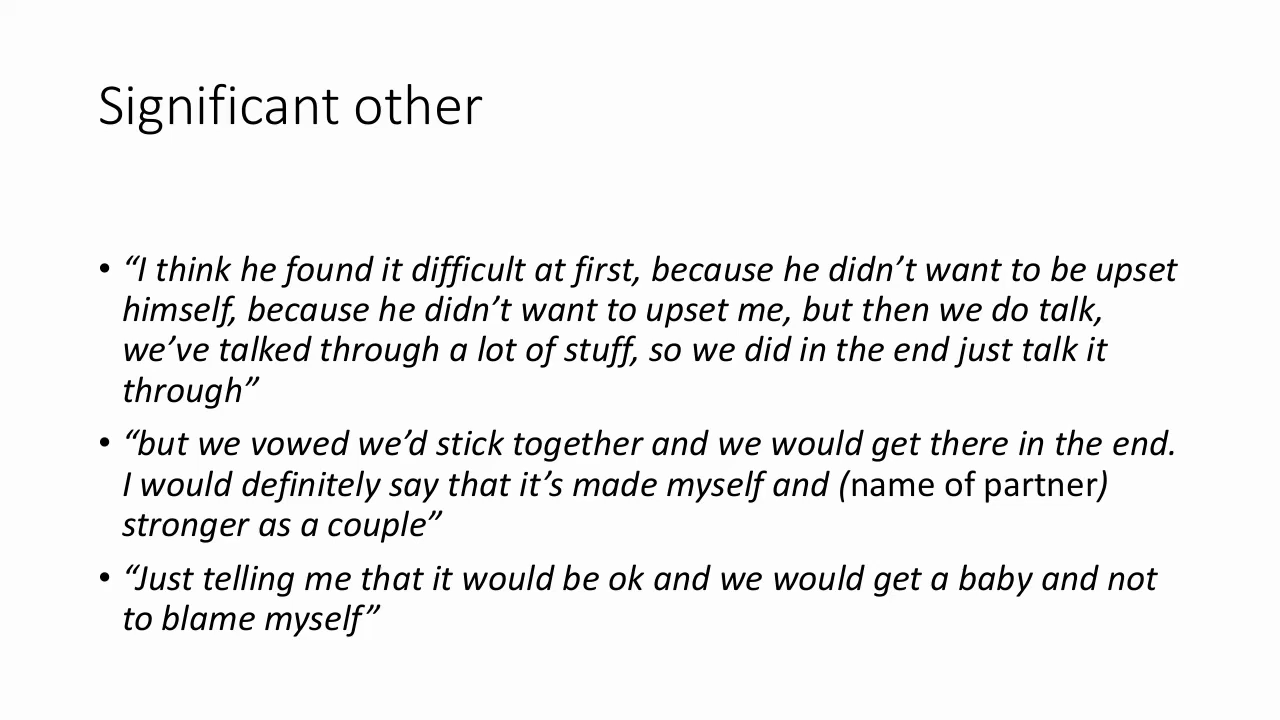 Significant other
• “I think he found it difficult at first, because he didn’t want to be upset
himself, because he didn’t want to upset me, but then we do talk,
we’ve talked through a lot of stuff, so we did in the end just talk it
through”
• “but we vowed we’d stick together and we would get there in the end.
I would definitely say that it’s made myself and (name of partner)
stronger as a couple”
• “Just telling me that it would be ok and we would get a baby and not
to blame myself”